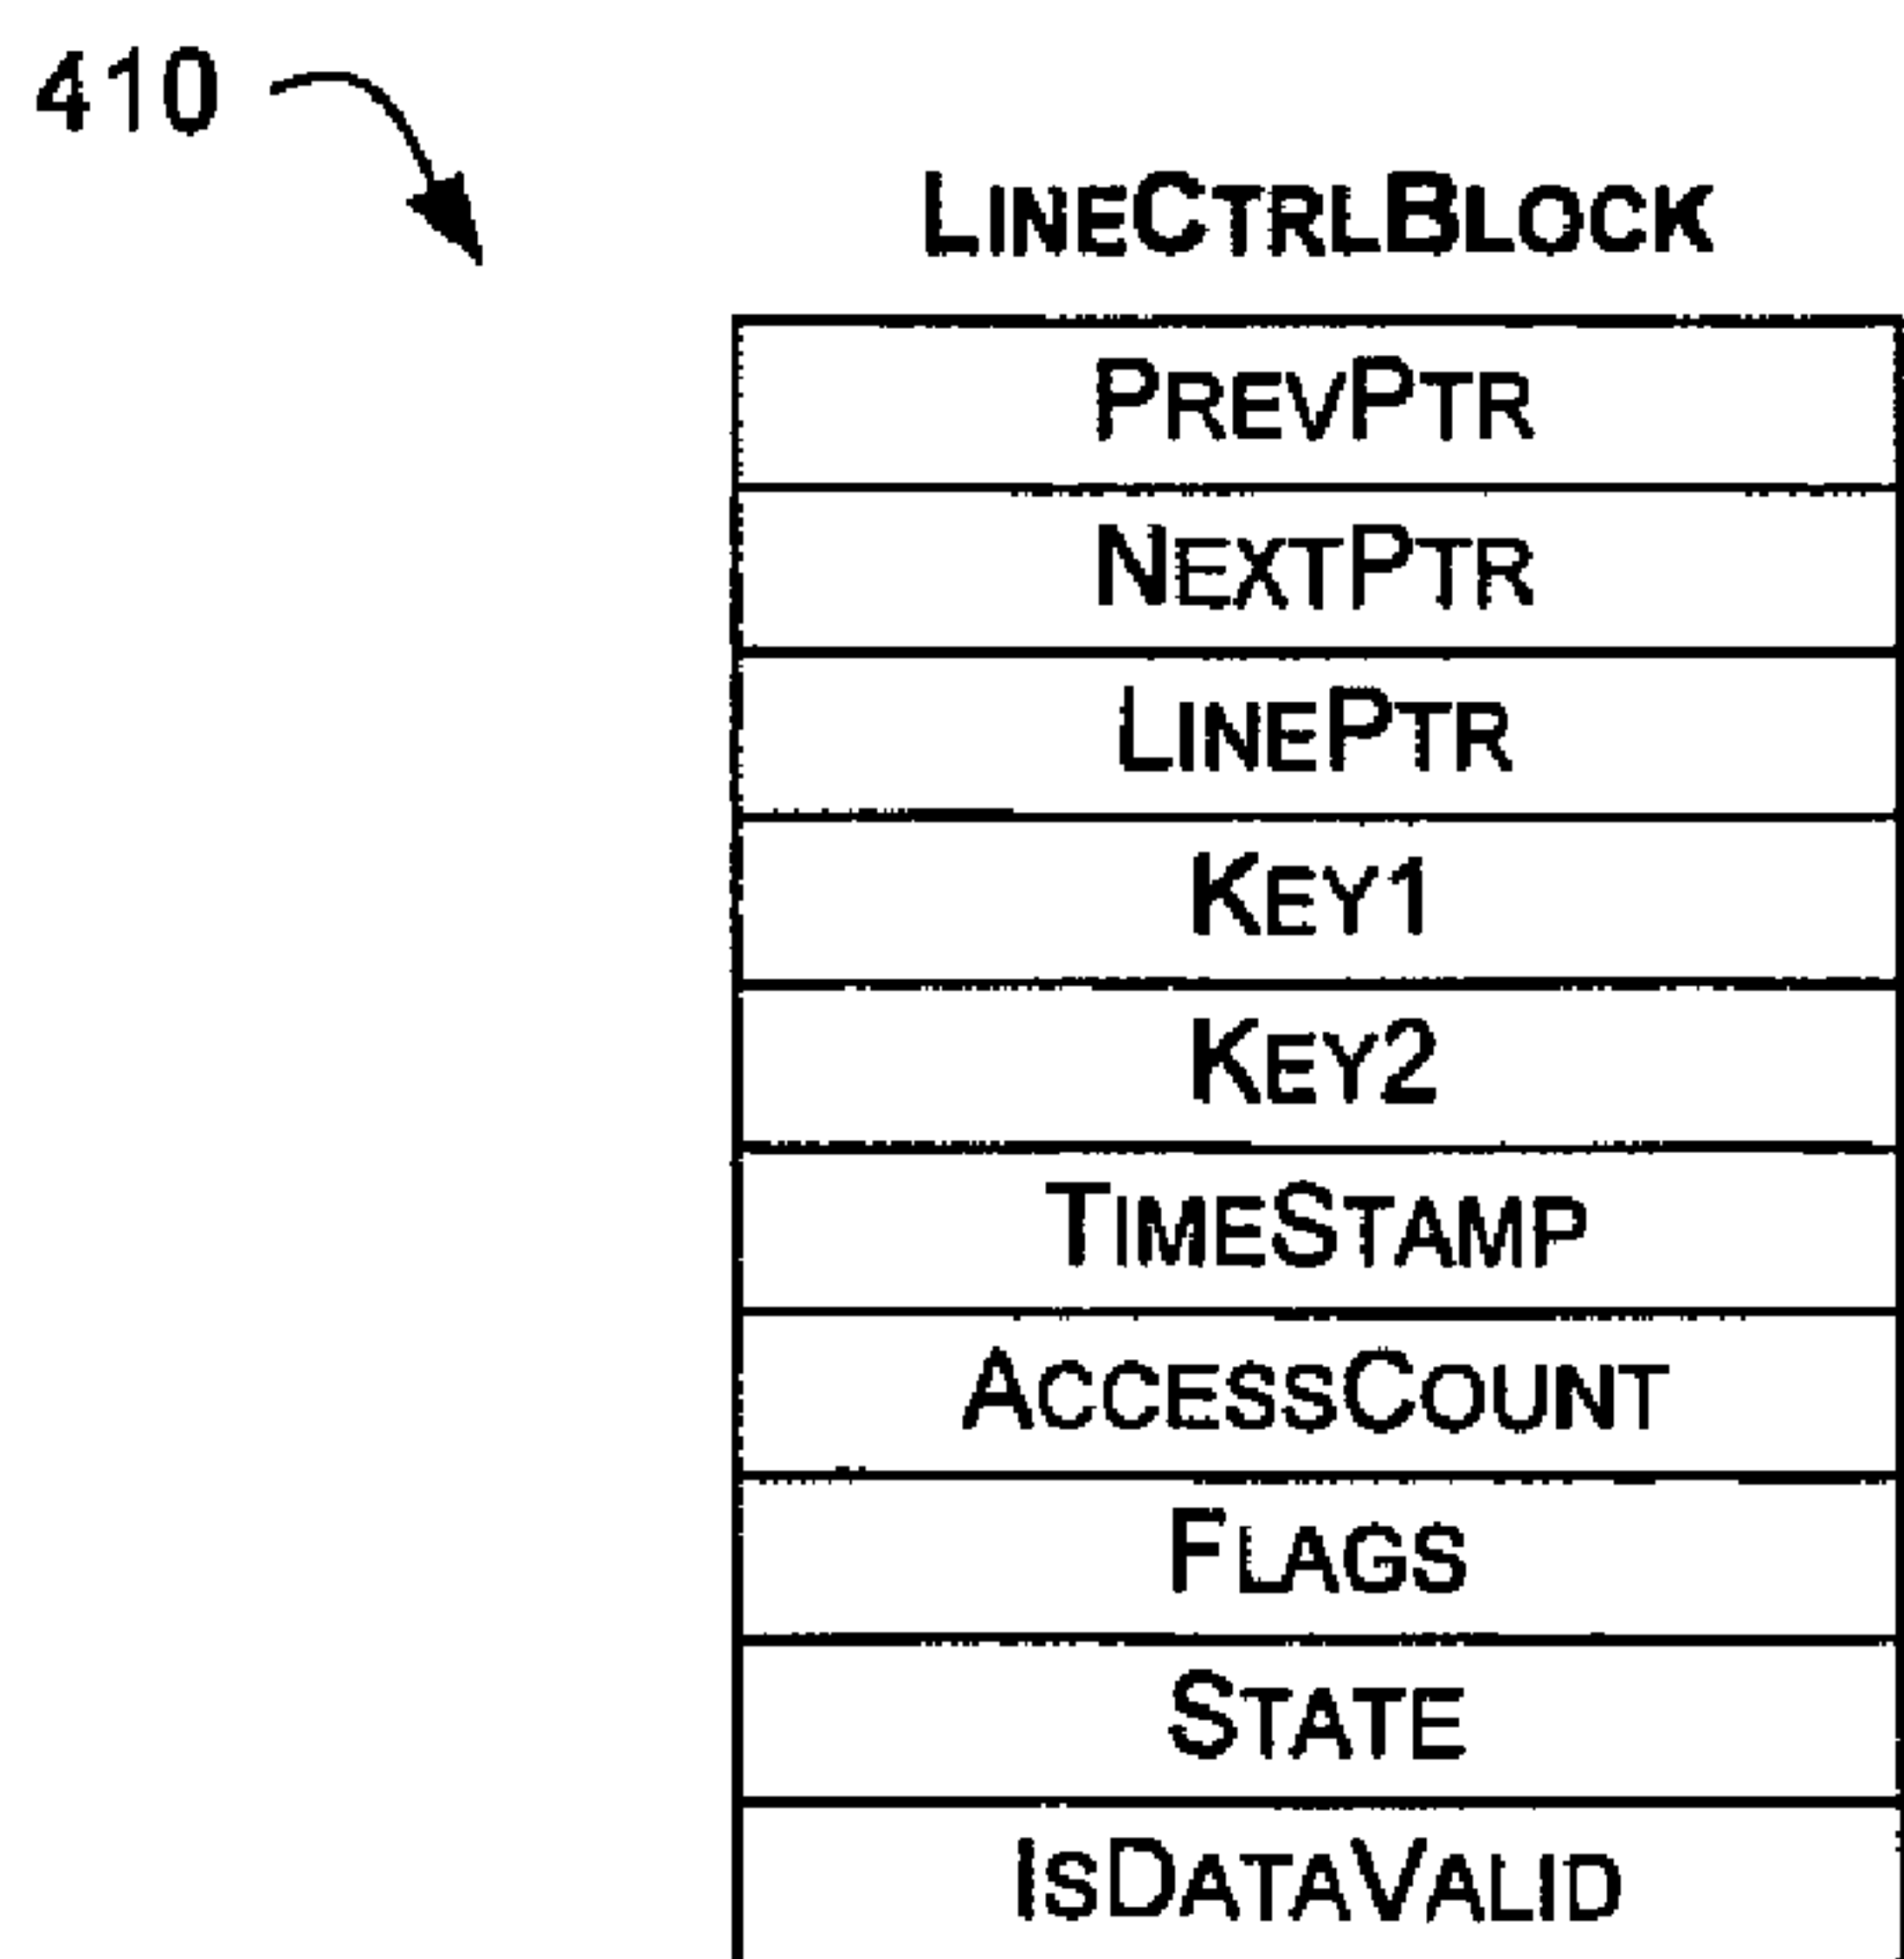 410
LINECTRLBLOCK
PREVPTR
NEXTPTR
LINEPTR
KEY1
KEY2
TIMESTAMP
ACCESSCOUNT
FLAGS
STATE
ISDATAVALID